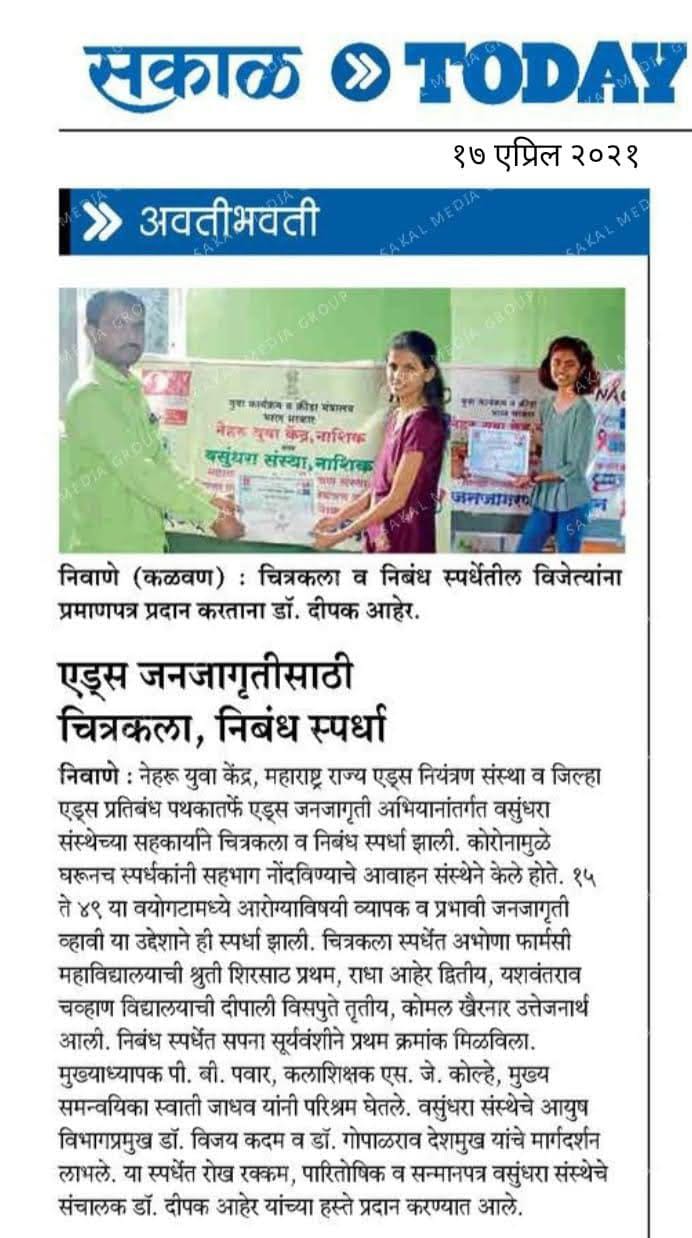 सकाळ » TODAY
१७ एप्रिल २०२१
» अवतीभवती
युवा कार्यक्रम व क्रीडा मंत्रालय
भारत सरकार
नेहरू युवा केंद्र, नाशिक
वसुंधरा संस्था, नाशिक
जनजागरण
निवाणे (कळवण) : चित्रकला व निबंध स्पर्धेतील विजेत्यांना
प्रमाणपत्र प्रदान करताना डॉ. दीपक आहेर.
एड्स जनजागृतीसाठी
चित्रकला, निबंध स्पर्धा
निवाणे : नेहरू युवा केंद्र, महाराष्ट्र राज्य एड्स नियंत्रण संस्था व जिल्हा
एड्स प्रतिबंध पथकातर्फे एड्स जनजागृती अभियानांतर्गत वसुंधरा
संस्थेच्या सहकार्याने चित्रकला व निबंध स्पर्धा झाली. कोरोनामुळे
घरूनच स्पर्धकांनी सहभाग नोंदविण्याचे आवाहन संस्थेने केले होते. १५
ते ४९ या वयोगटामध्ये आरोग्याविषयी व्यापक व प्रभावी जनजागृती
व्हावी या उद्देशाने ही स्पर्धा झाली. चित्रकला स्पर्धेत अभोणा फार्मसी
महाविद्यालयाची श्रुती शिरसाठ प्रथम, राधा आहेर द्वितीय, यशवंतराव
चव्हाण विद्यालयाची दीपाली विसपुते तृतीय, कोमल खैरनार उत्तेजनार्थ
आली. निबंध स्पर्धेत सपना सूर्यवंशीने प्रथम क्रमांक मिळविला.
मुख्याध्यापक पी. बी. पवार, कलाशिक्षक एस. जे. कोल्हे, मुख्य
समन्वयिका स्वाती जाधव यांनी परिश्रम घेतले. वसुंधरा संस्थेचे आयुष
विभागप्रमुख डॉ. विजय कदम व डॉ. गोपाळराव देशमुख यांचे मार्गदर्शन
लाभले. या स्पर्धेत रोख रक्कम, पारितोषिक व सन्मानपत्र वसुंधरा संस्थेचे
संचालक डॉ. दीपक आहेर यांच्या हस्ते प्रदान करण्यात आले.